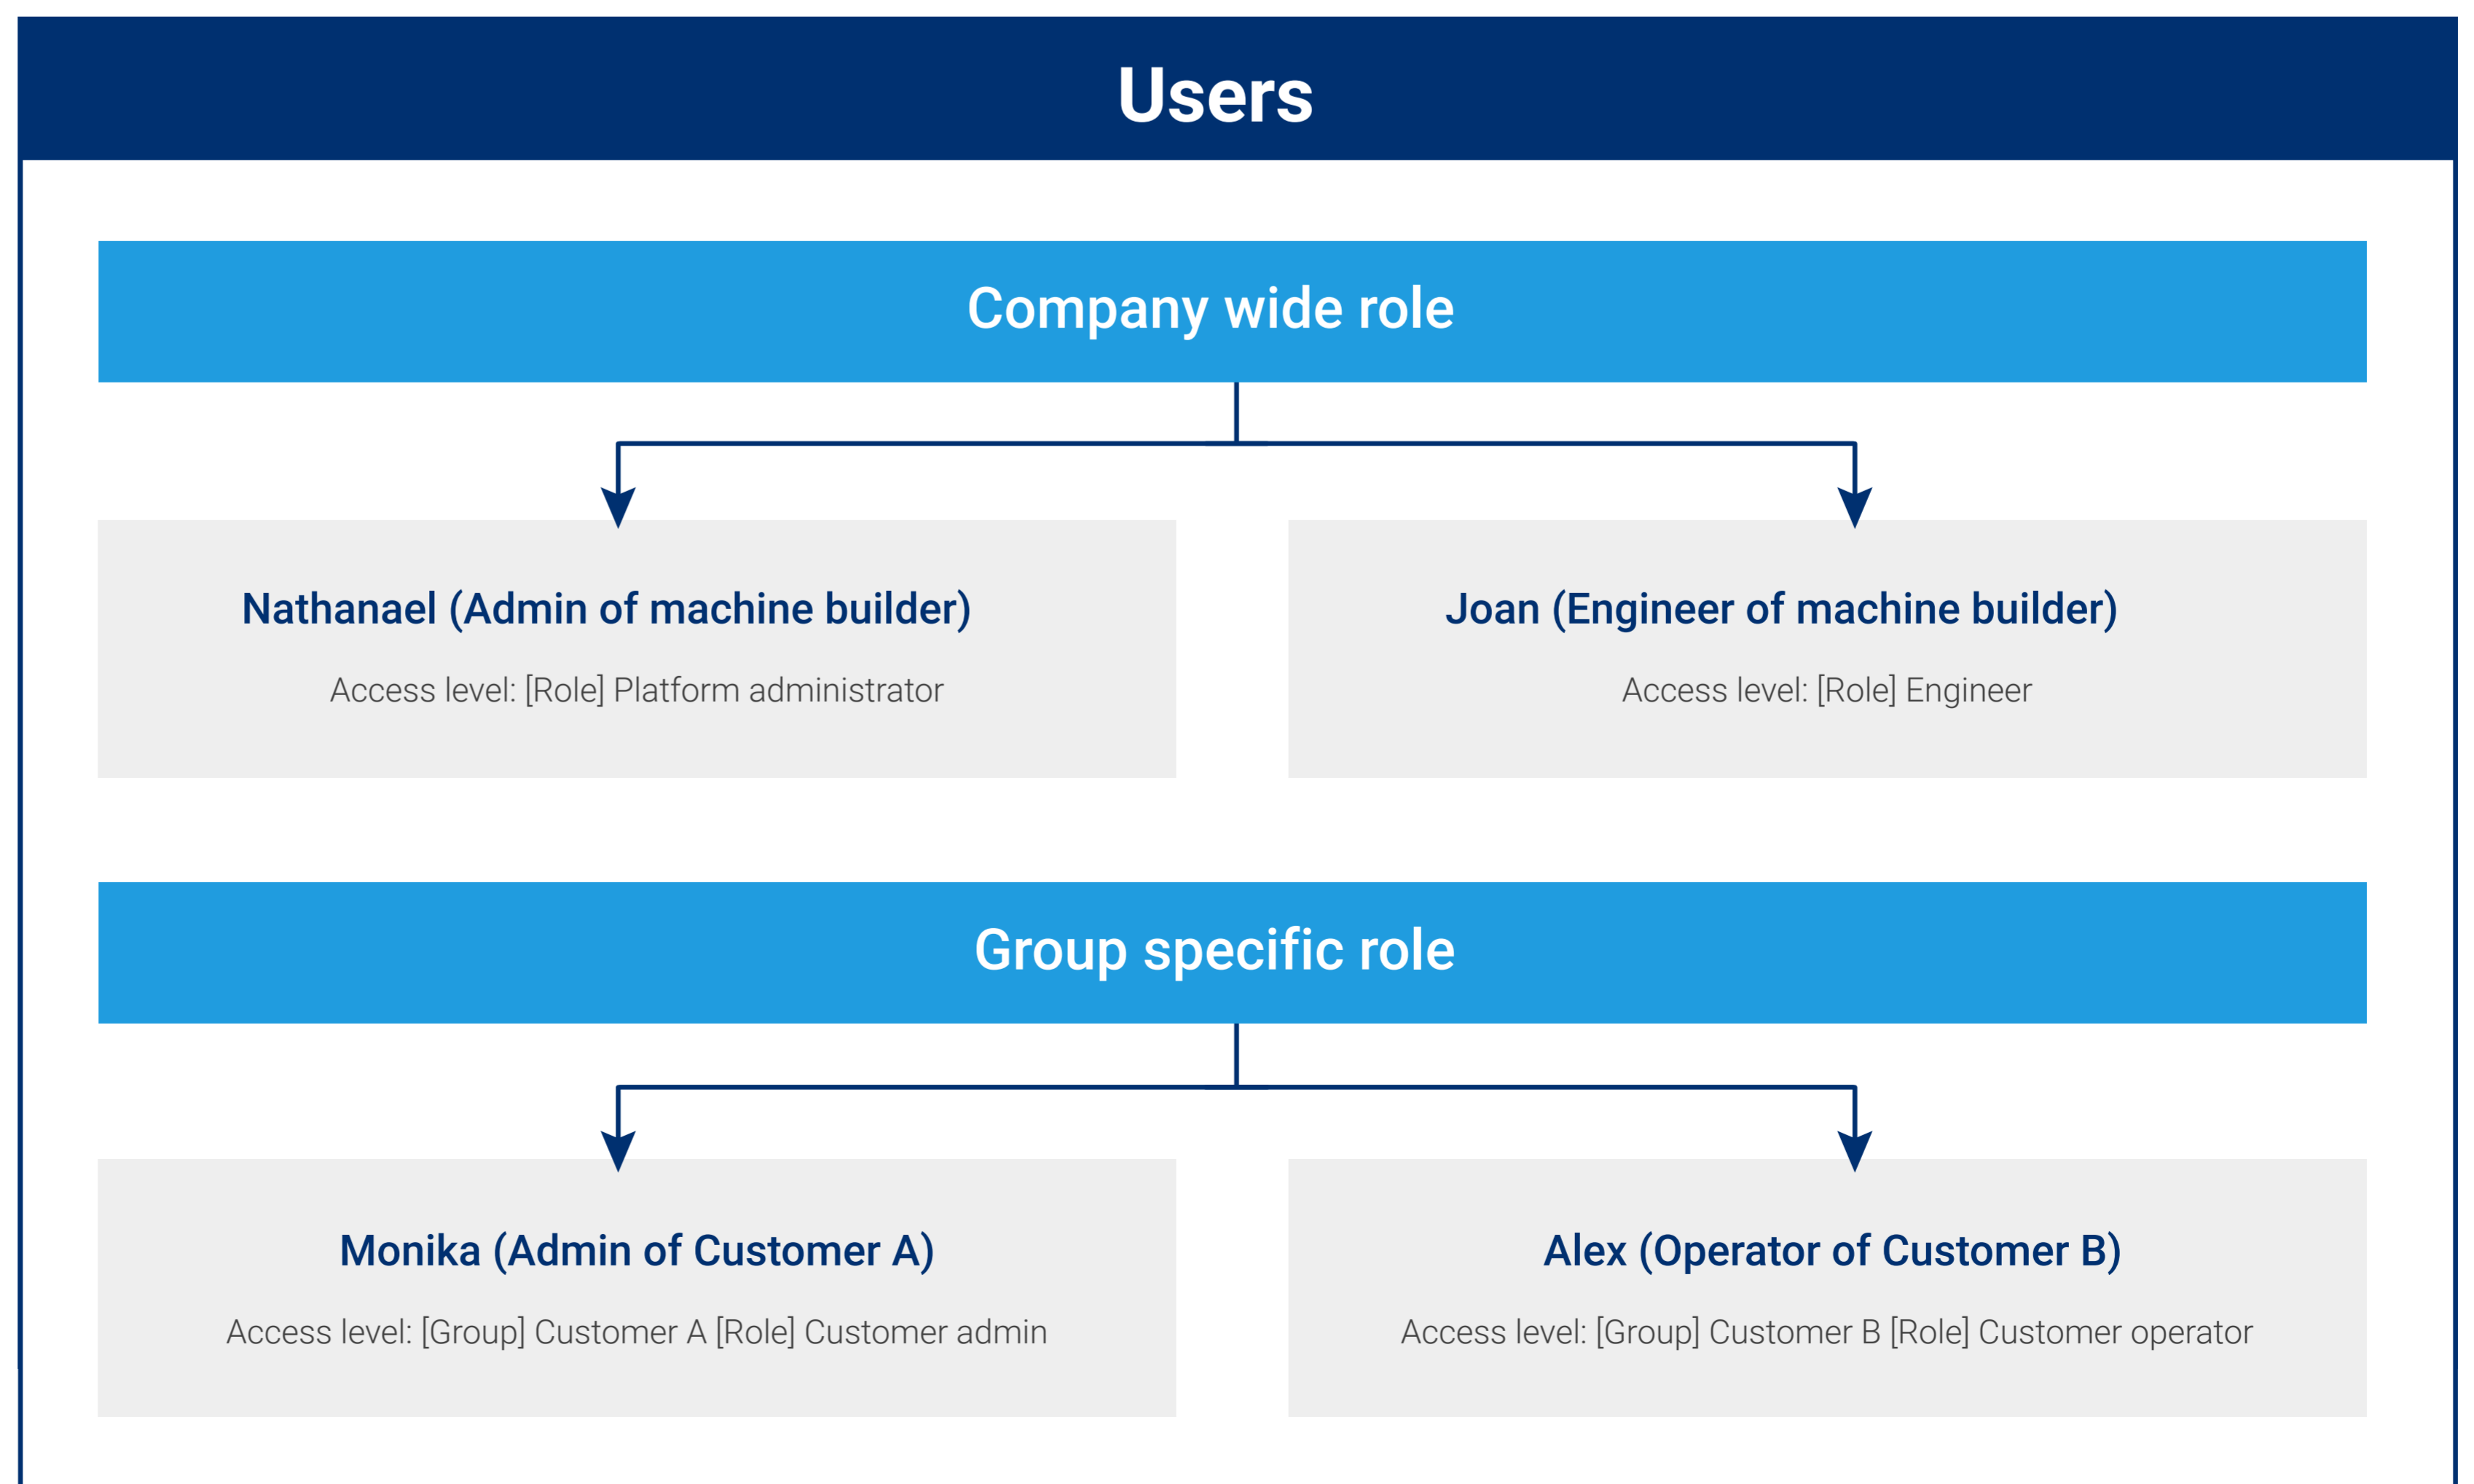 Users
Company wide role
Nathanael (Admin of machine builder)
Access level: [Role] Platform administrator
Joan (Engineer of machine builder)
Access level: [Role] Engineer
Group specific role
Monika (Admin of Customer A)
Access level: [Group] Customer A [Role] Customer admin
Alex (Operator of Customer B)
Access level: [Group] Customer B [Role] Customer operator